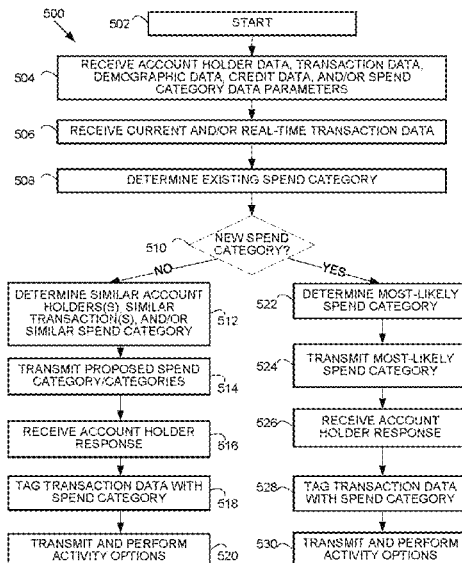 500
502
START
504
RECEIVE ACCOUNT HOLDER DATA, TRANSACTION DATA,
DEMOGRAPHIC DATA, CREDIT DATA, AND/OR SPEND
CATEGORY DATA PARAMETERS
506
RECEIVE CURRENT AND/OR REAL-TIME TRANSACTION DATA
508
DETERMINE EXISTING SPEND CATEGORY
510
NEW SPEND
CATEGORY?
NO
YES
DETERMINE SIMILAR ACCOUNT
HOLDERS(S), SIMILAR
TRANSACTION(S), AND/OR
SIMILAR SPEND CATEGORY
512
TRANSMIT PROPOSED SPEND
CATEGORY/CATEGORIES
514
RECEIVE ACCOUNT HOLDER
RESPONSE
516
TAG TRANSACTION DATA WITH
SPEND CATEGORY
518
TRANSMIT AND PERFORM
ACTIVITY OPTIONS
520
522
DETERMINE MOST-LIKELY
SPEND CATEGORY
524
TRANSMIT MOST-LIKELY
SPEND CATEGORY
526
RECEIVE ACCOUNT
HOLDER RESPONSE
528
TAG TRANSACTION DATA
WITH SPEND CATEGORY
530
TRANSMIT AND PERFORM
ACTIVITY OPTIONS